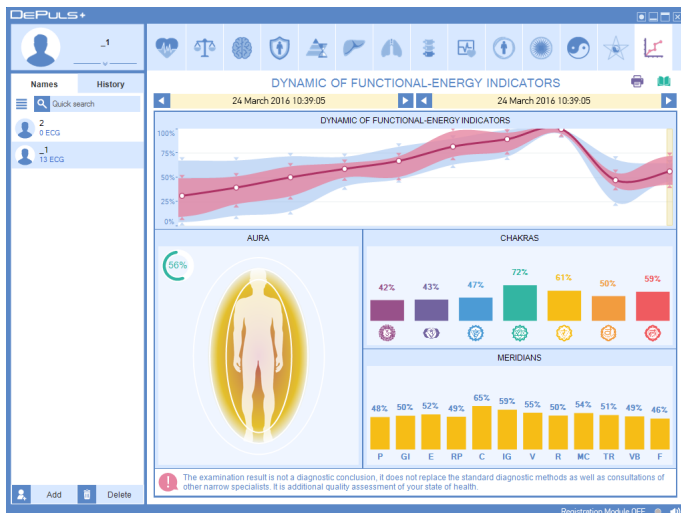 DePuls+
_1
Names
History
Quick search
2
0 ECG
_1
13 ECG
Add
Delete
DYNAMIC OF FUNCTIONAL-ENERGY INDICATORS
24 March 2016 10:39:05
24 March 2016 10:39:05
DYNAMIC OF FUNCTIONAL-ENERGY INDICATORS
100%
75%
50%
25%
0%
AURA
56%
CHAKRAS
42% 43% 47% 72% 61% 50% 59%
MERIDIANS
48% 50% 52% 49% 65% 59% 55% 50% 54% 51% 49% 46%
P GI E RP C IG V R MC TR VB F
The examination result is not a diagnostic conclusion, it does not replace the standard diagnostic methods as well as consultations of
other narrow specialists. It is additional quality assessment of your state of health.
Registration Module OFF